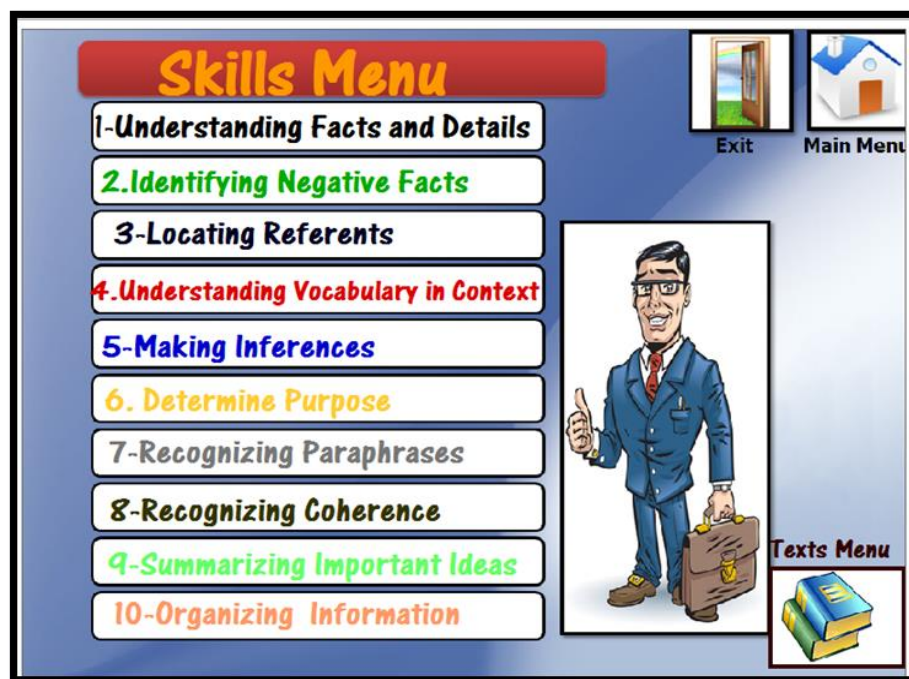 Skills Menu
1-Understanding Facts and Details
2.Identifying Negative Facts
3-Locating Referents
4.Understanding Vocabulary in Context
5-Making Inferences
6. Determine Purpose
7-Recognizing Paraphrases
8-Recognizing Coherence
9-Summarizing Important Ideas
10-Organizing Information
Exit
Main Menu
Texts Menu